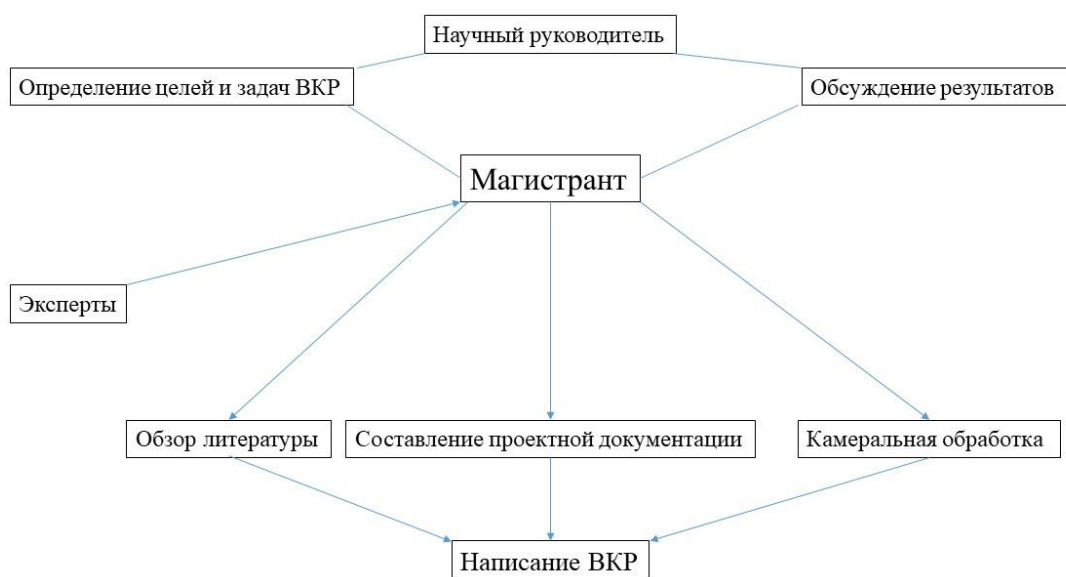 Научный руководитель
Определение целей и задач ВКР
Обсуждение результатов
Магистрант
Эксперты
Обзор литературы
Составление проектной документации
Камеральная обработка
Написание ВКР